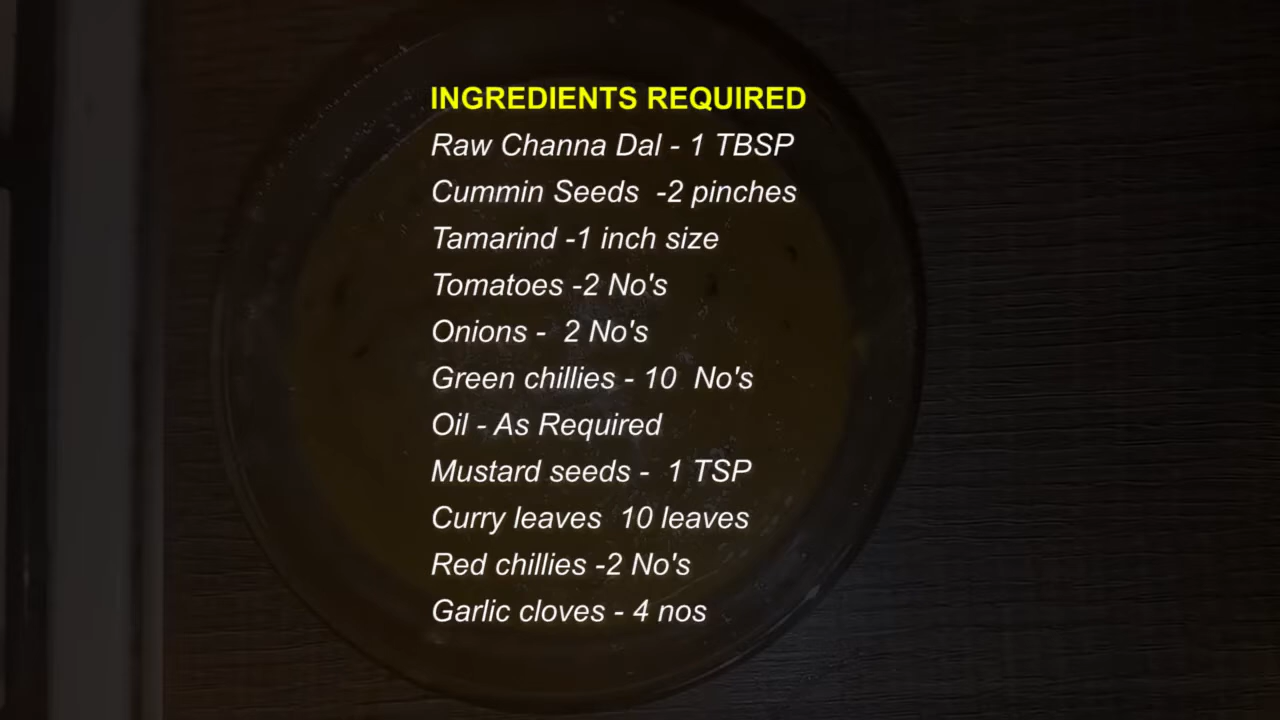 INGREDIENTS REQUIRED
Raw Channa Dal - 1 TBSP
Cummin Seeds  -2 pinches
Tamarind -1 inch size
Tomatoes -2 No's
Onions -  2 No's
Green chillies - 10  No's
Oil - As Required
Mustard seeds -  1 TSP
Curry leaves  10 leaves
Red chillies -2 No's
Garlic cloves - 4 nos